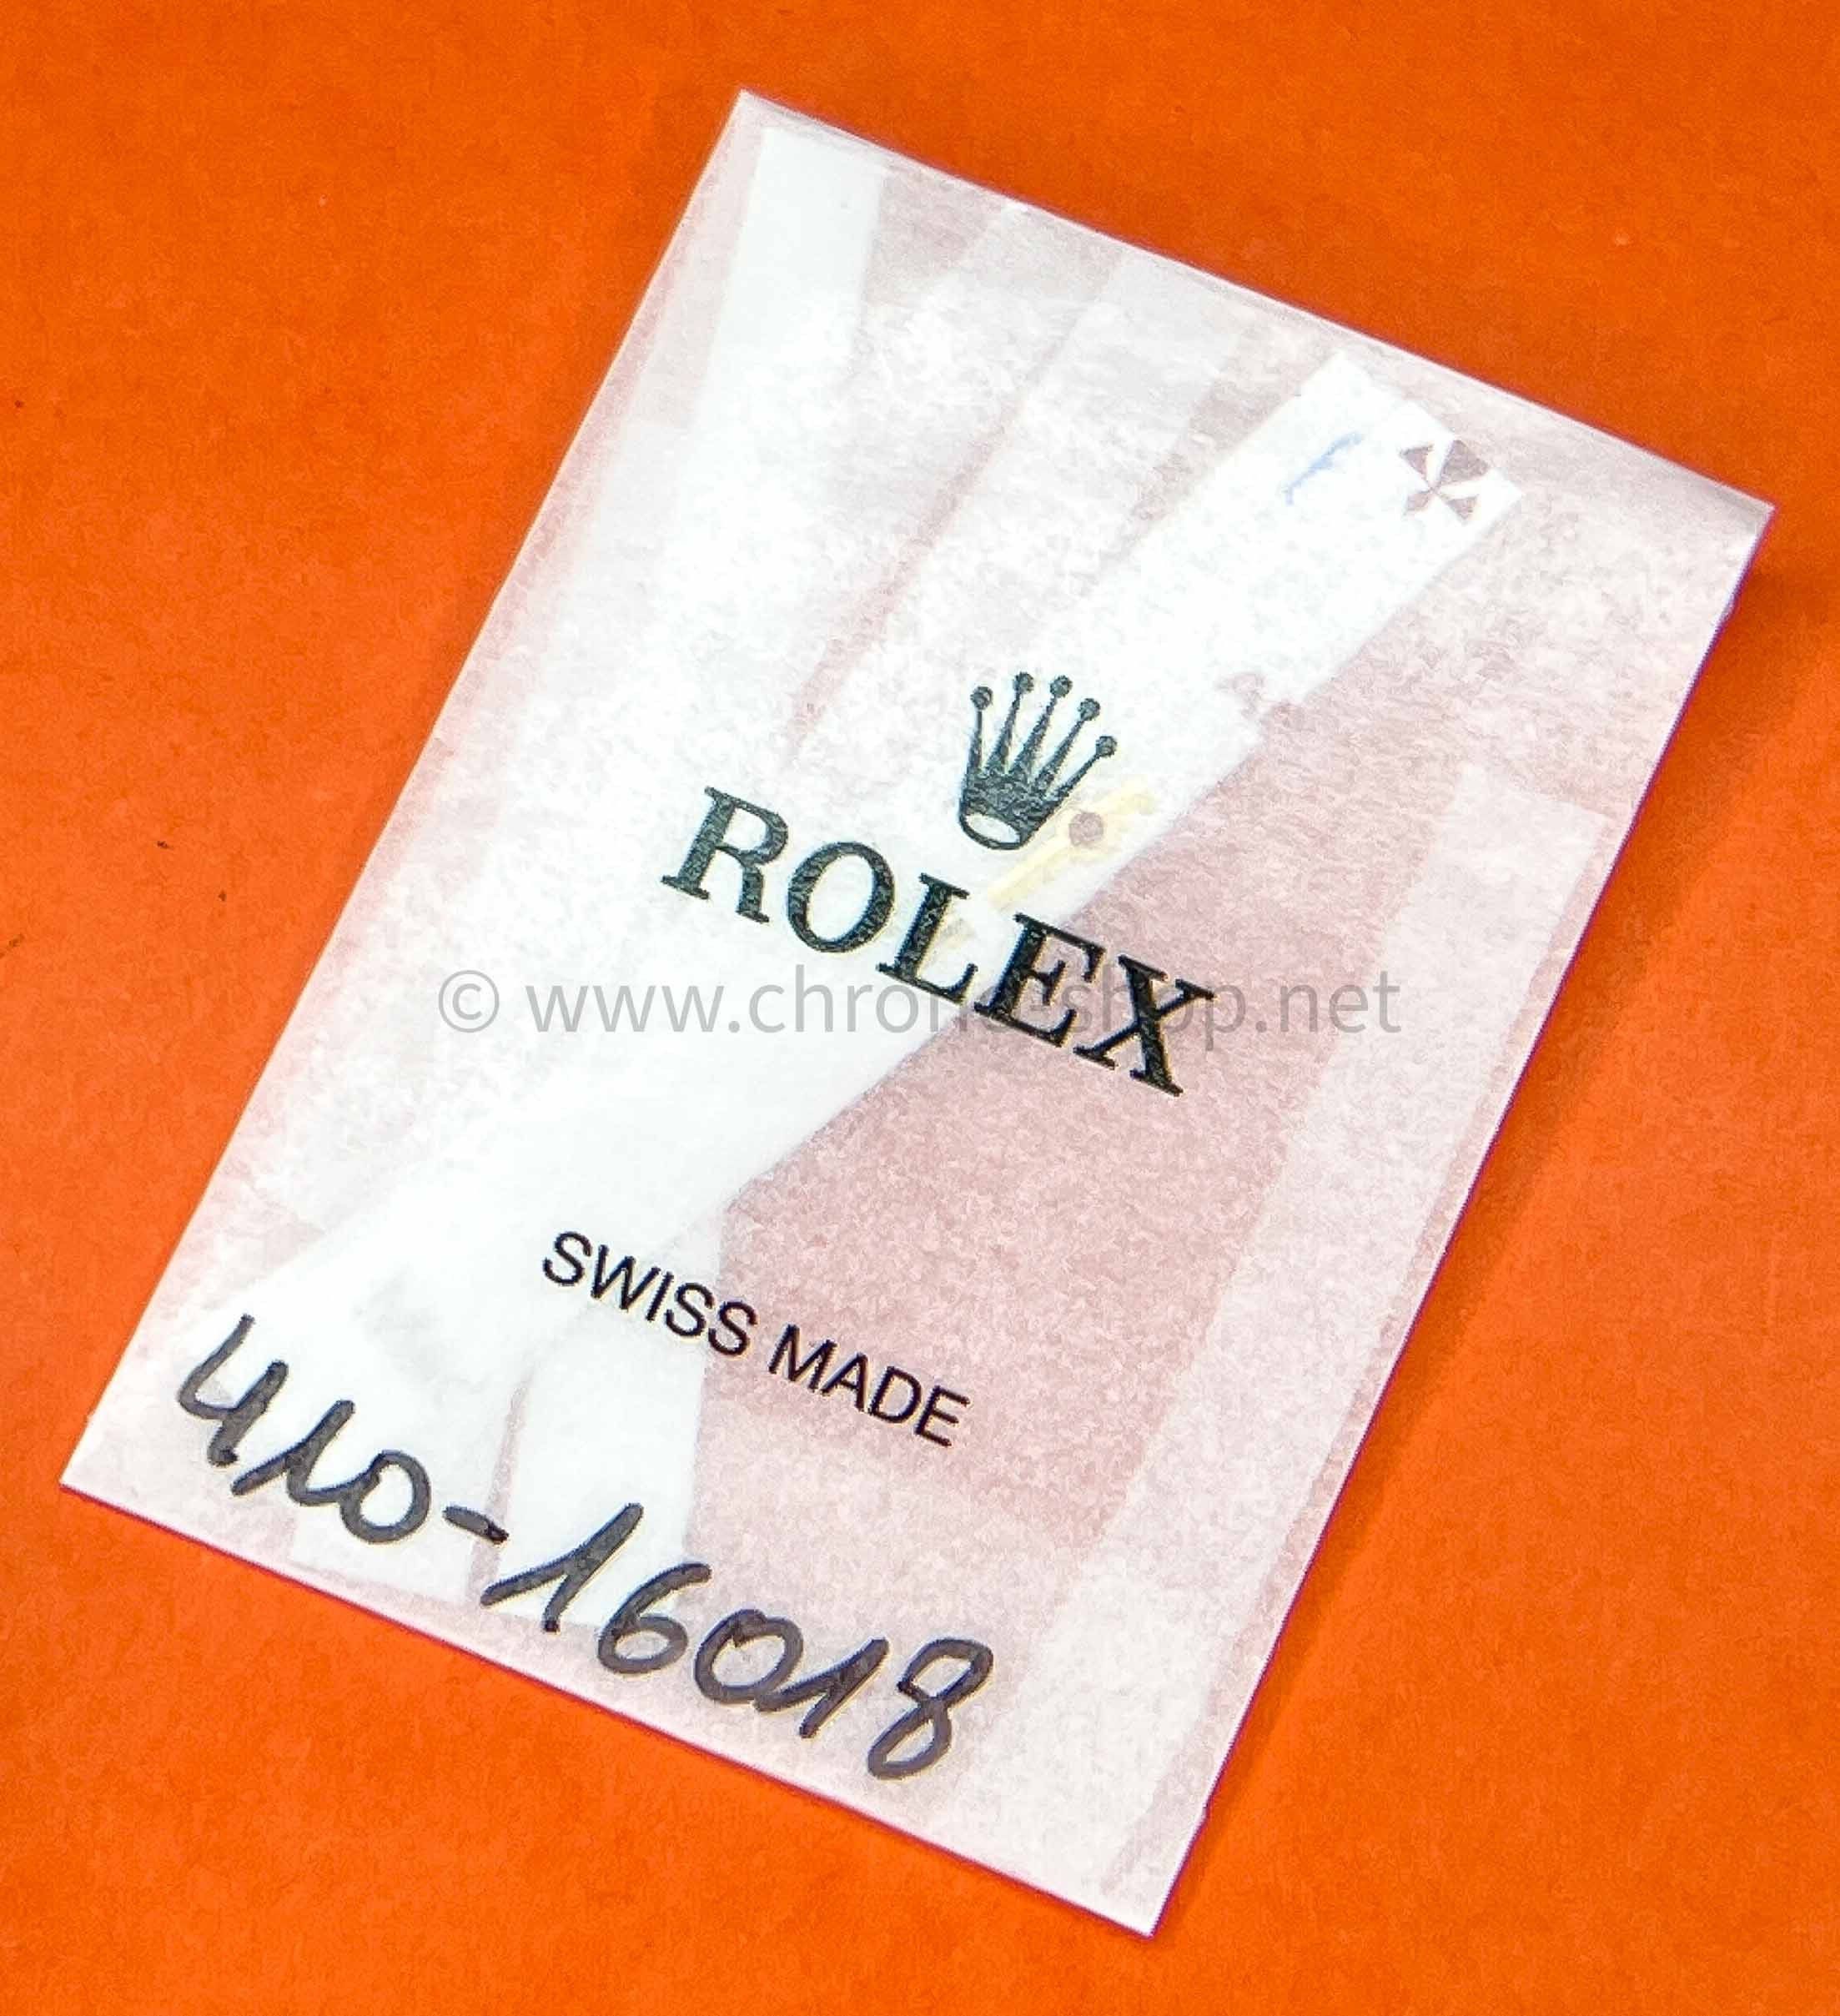 ROLEX
© www.chronoshop.net
SWISS MADE
410-16018